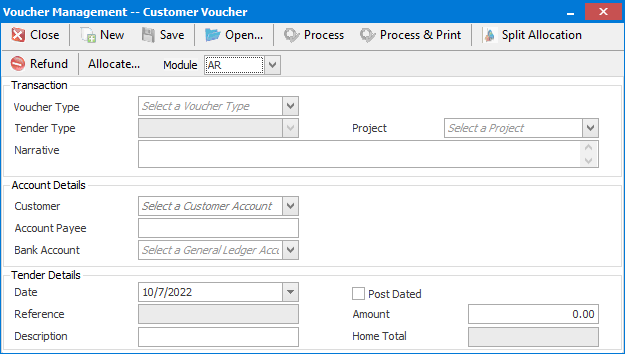 Voucher Management -- Customer Voucher
Close New Save Open... Process Process & Print Split Allocation
Refund Allocate... Module AR
Transaction
Voucher Type Select a Voucher Type
Tender Type Project Select a Project
Narrative
Account Details
Customer Select a Customer Account
Account Payee
Bank Account Select a General Ledger Acc
Tender Details
Date 10/7/2022 Post Dated
Reference Amount 0.00
Description Home Total